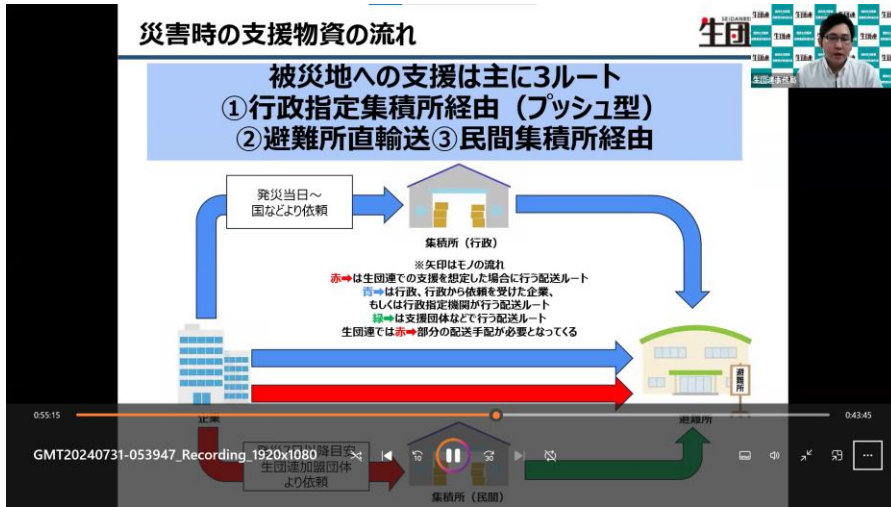 災害時の支援物資の流れ
SEIDANREN
生団
被災地への支援は主に3ルート
①行政指定集積所経由（プッシュ型）
②避難所直輸送③民間集積所経由
発災当日～
国などより依頼
集積所（行政）
※矢印はモノの流れ
赤➡は生団連での支援を想定した場合に行う配送ルート
青➡は行政、行政から依頼を受けた企業、
もしくは行政指定機関が行う配送ルート
緑➡は支援団体などで行う配送ルート
生団連では赤➡部分の配送手配が必要となってくる
避難所
企業
避難所
0:55:15
0:43:45
GMT20240731-053947_Recording_1920x1080
10
30
生団連加盟団体
より依頼
集積所（民間）